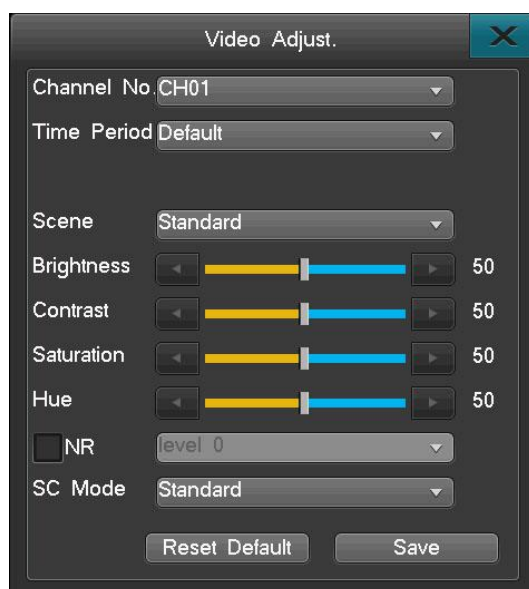 Video Adjust.
Channel No. CH01
Time Period Default
Scene Standard
Brightness 50
Contrast 50
Saturation 50
Hue 50
NR level 0
SC Mode Standard
Reset Default Save